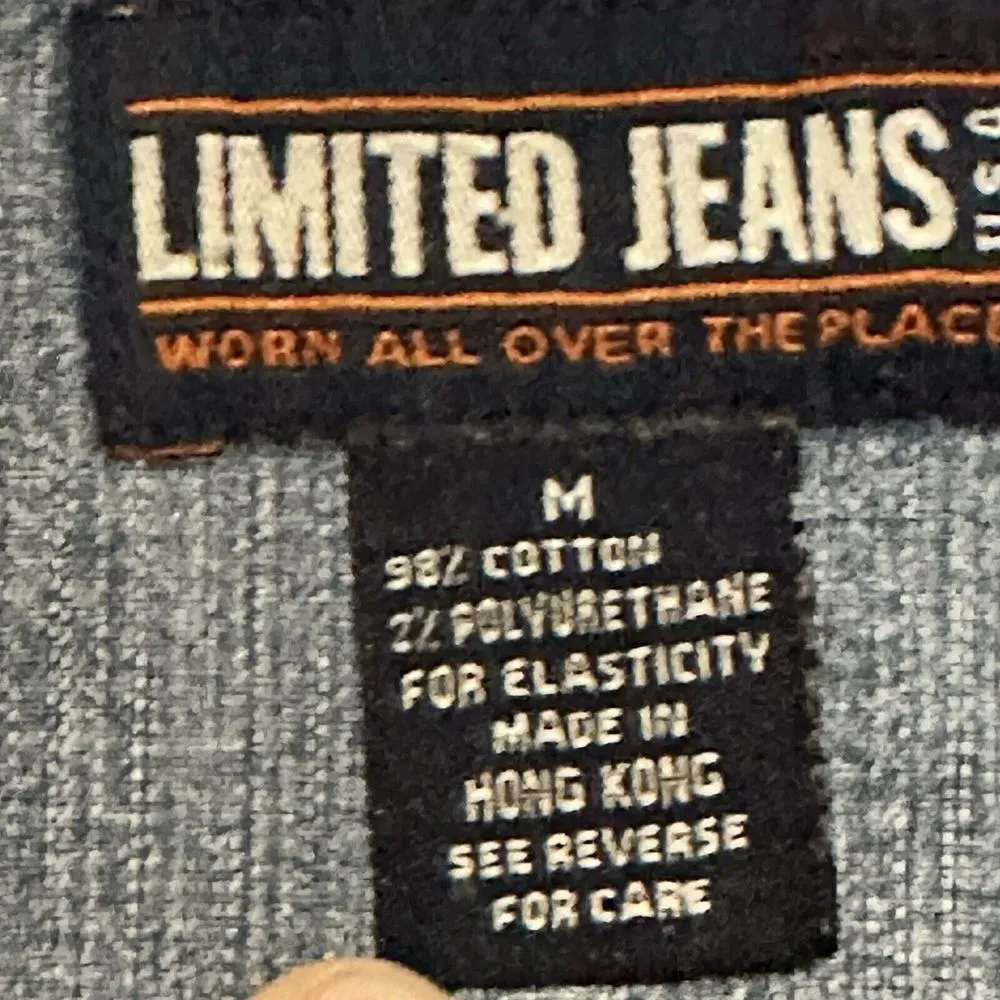 LIMITED JEANS USA
WORN ALL OVER THE PLACE
M
98% COTTON
2% POLYURETHANE
FOR ELASTICITY
MADE IN
HONG KONG
SEE REVERSE
FOR CARE